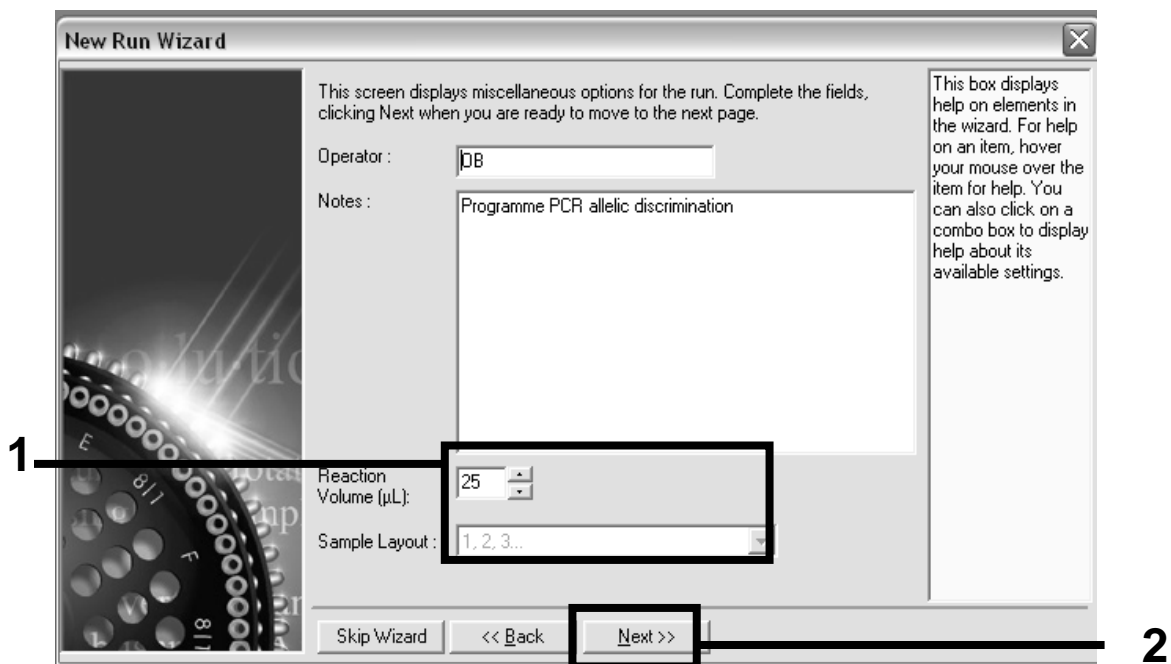 New Run Wizard
This screen displays miscellaneous options for the run. Complete the fields,
clicking Next when you are ready to move to the next page.
Operator :
OB
Notes :
Programme PCR allelic discrimination
Reaction
Volume (µL):
25
Sample Layout :
1, 2, 3...
Skip Wizard
<< Back
Next >>
This box displays
help on elements in
the wizard. For help
on an item, hover
your mouse over the
item for help. You
can also click on a
combo box to display
help about its
available settings.
1
2
E
8/1
F
8/1